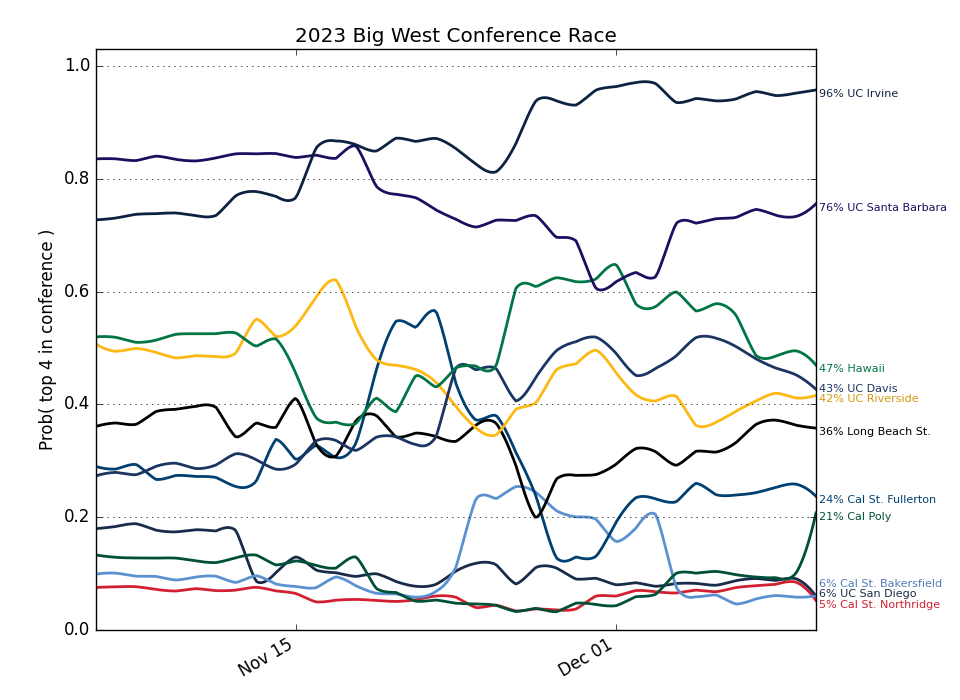 2023 Big West Conference Race
Prob( top 4 in conference )
1.0
0.8
0.6
0.4
0.2
0.0
Nov 15
Dec 01
96% UC Irvine
76% UC Santa Barbara
47% Hawaii
43% UC Davis
42% UC Riverside
36% Long Beach St.
24% Cal St. Fullerton
21% Cal Poly
6% Cal St. Bakersfield
6% UC San Diego
5% Cal St. Northridge